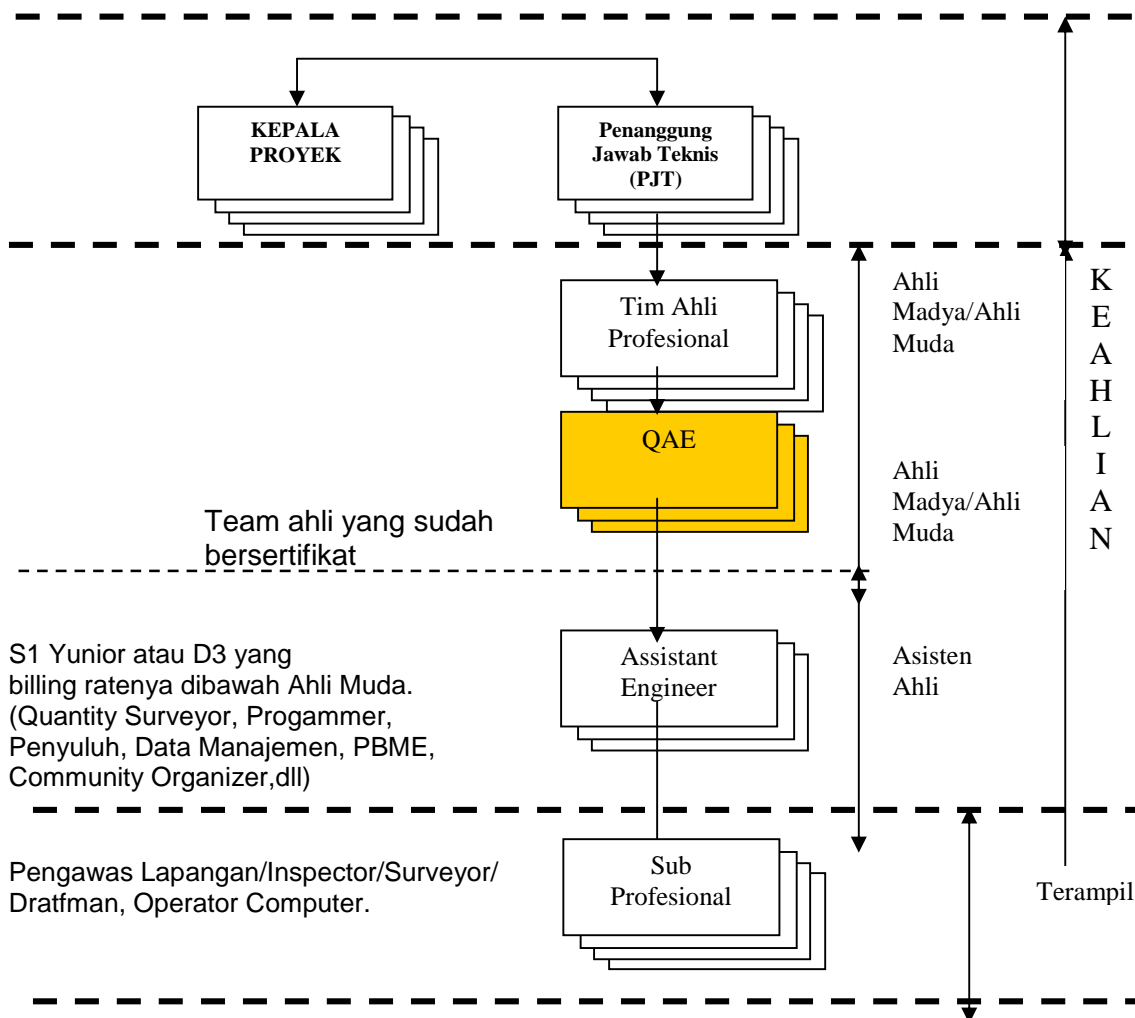 KEPALA
PROYEK
Penanggung
Jawab Teknis
(PJT)
Tim Ahli
Profesional
Ahli
Madya/Ahli
Muda
K
E
A
H
L
I
A
N
QAE
Ahli
Madya/Ahli
Muda
Team ahli yang sudah
bersertifikat
S1 Yunior atau D3 yang
billing ratenya dibawah Ahli Muda.
(Quantity Surveyor, Progammer,
Penyuluh, Data Manajemen, PBME,
Community Organizer,dll)
Assistant
Engineer
Asisten
Ahli
Pengawas Lapangan/Inspector/Surveyor/
Dratfman, Operator Computer.
Sub
Profesional
Terampil